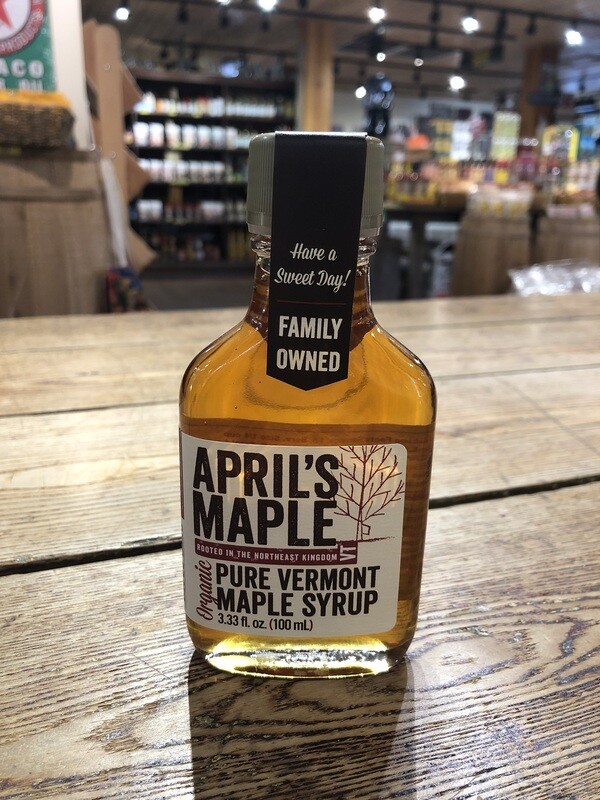 ACO
Have a
Sweet Day!
FAMILY
OWNED
APRIL'S
MAPLE
ROOTED IN THE NORTHEAST KINGDOM
VT
Organic
PURE VERMONT
MAPLE SYRUP
3.33 fl. oz. (100 mL)